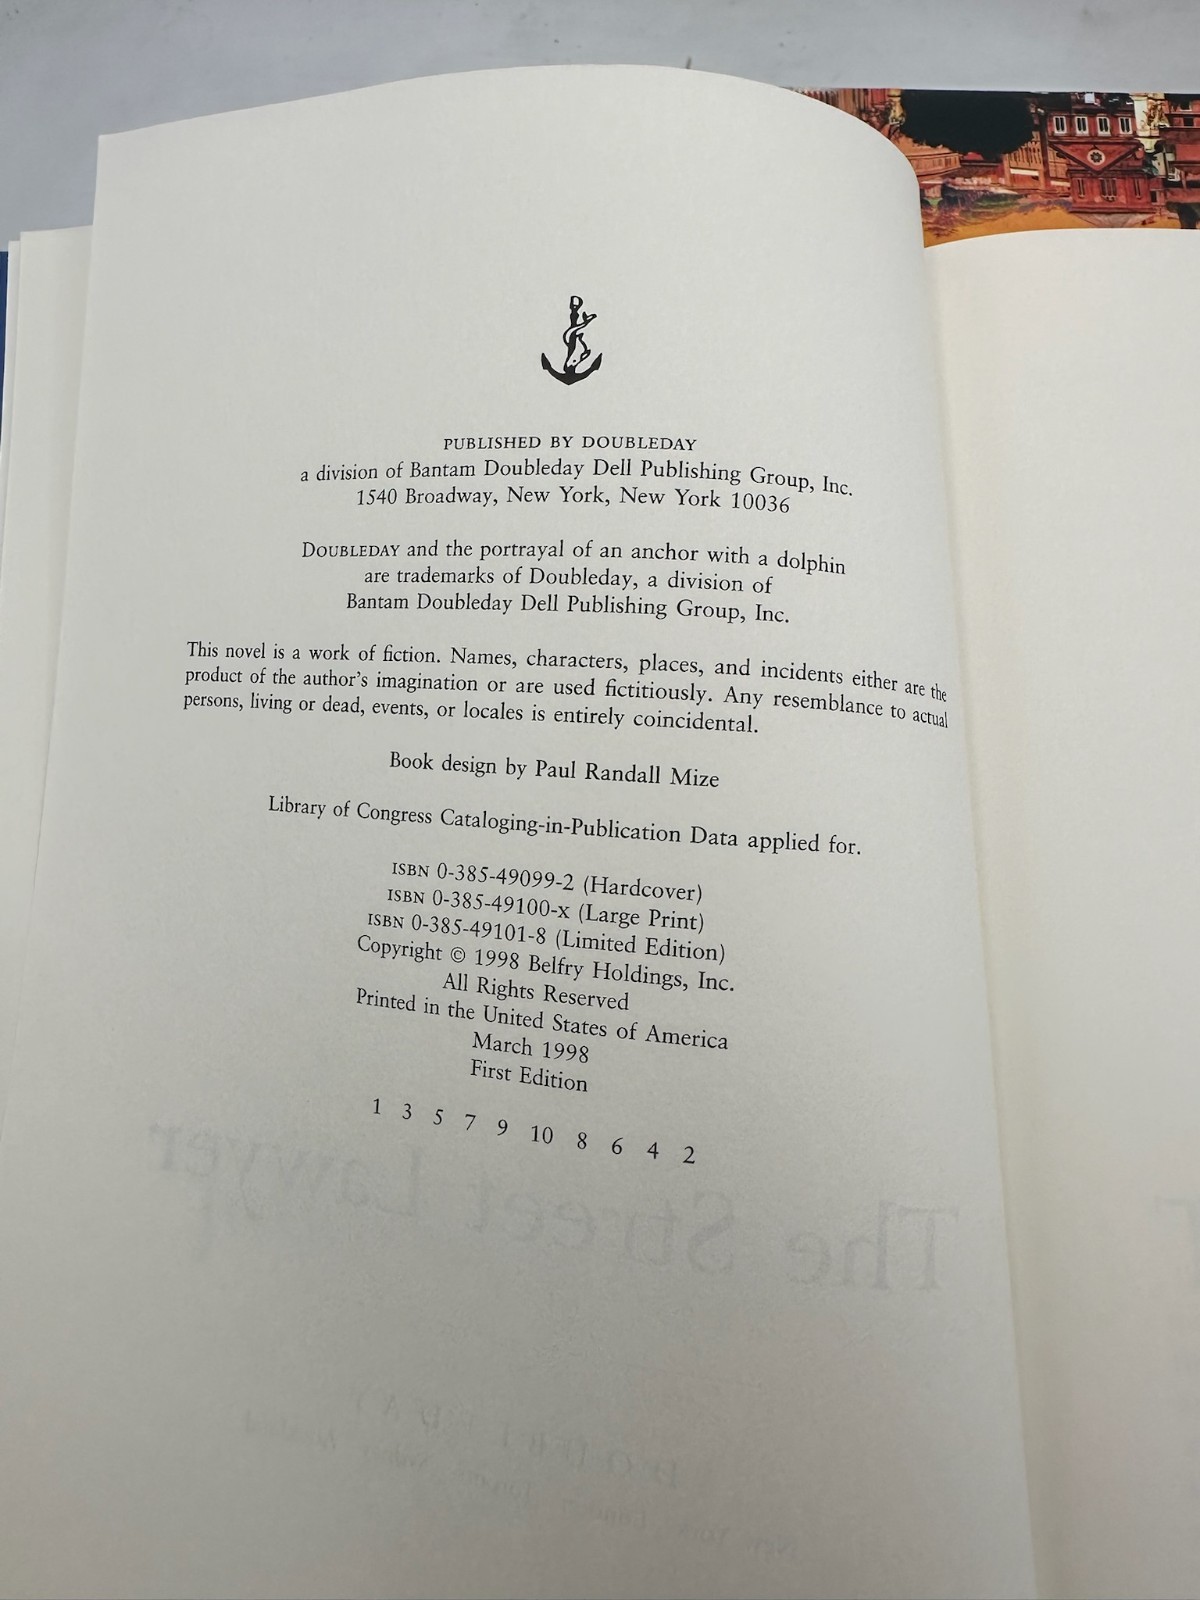 PUBLISHED BY DOUBLEDAY
a division of Bantam Doubleday Dell Publishing Group, Inc.
1540 Broadway, New York, New York 10036
DOUBLEDAY and the portrayal of an anchor with a dolphin
are trademarks of Doubleday, a division of
Bantam Doubleday Dell Publishing Group, Inc.
This novel is a work of fiction. Names, characters, places, and incidents either are the
product of the author's imagination or are used fictitiously. Any resemblance to actual
persons, living or dead, events, or locales is entirely coincidental.
Book design by Paul Randall Mize
Library of Congress Cataloging-in-Publication Data applied for.
ISBN 0-385-49099-2 (Hardcover)
ISBN 0-385-49100-x (Large Print)
ISBN 0-385-49101-8 (Limited Edition)
Copyright © 1998 Belfry Holdings, Inc.
All Rights Reserved
Printed in the United States of America
March 1998
First Edition
1 3 5 7 9 10 8 6 4 2
The Street Lawyer